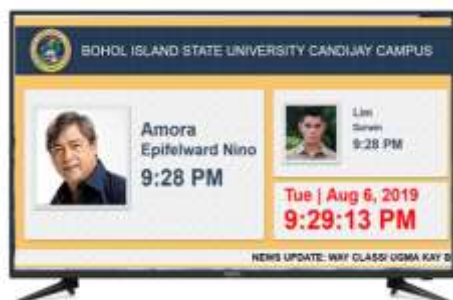 BOHOL ISLAND STATE UNIVERSITY CANDIJAY CAMPUS
Amora
Epifelward Nino
9:28 PM
Lim
9:28 PM
Tue | Aug 6, 2019
9:29:13 PM
NEWS UPDATE: WAY CLASS! UGMA KAY B